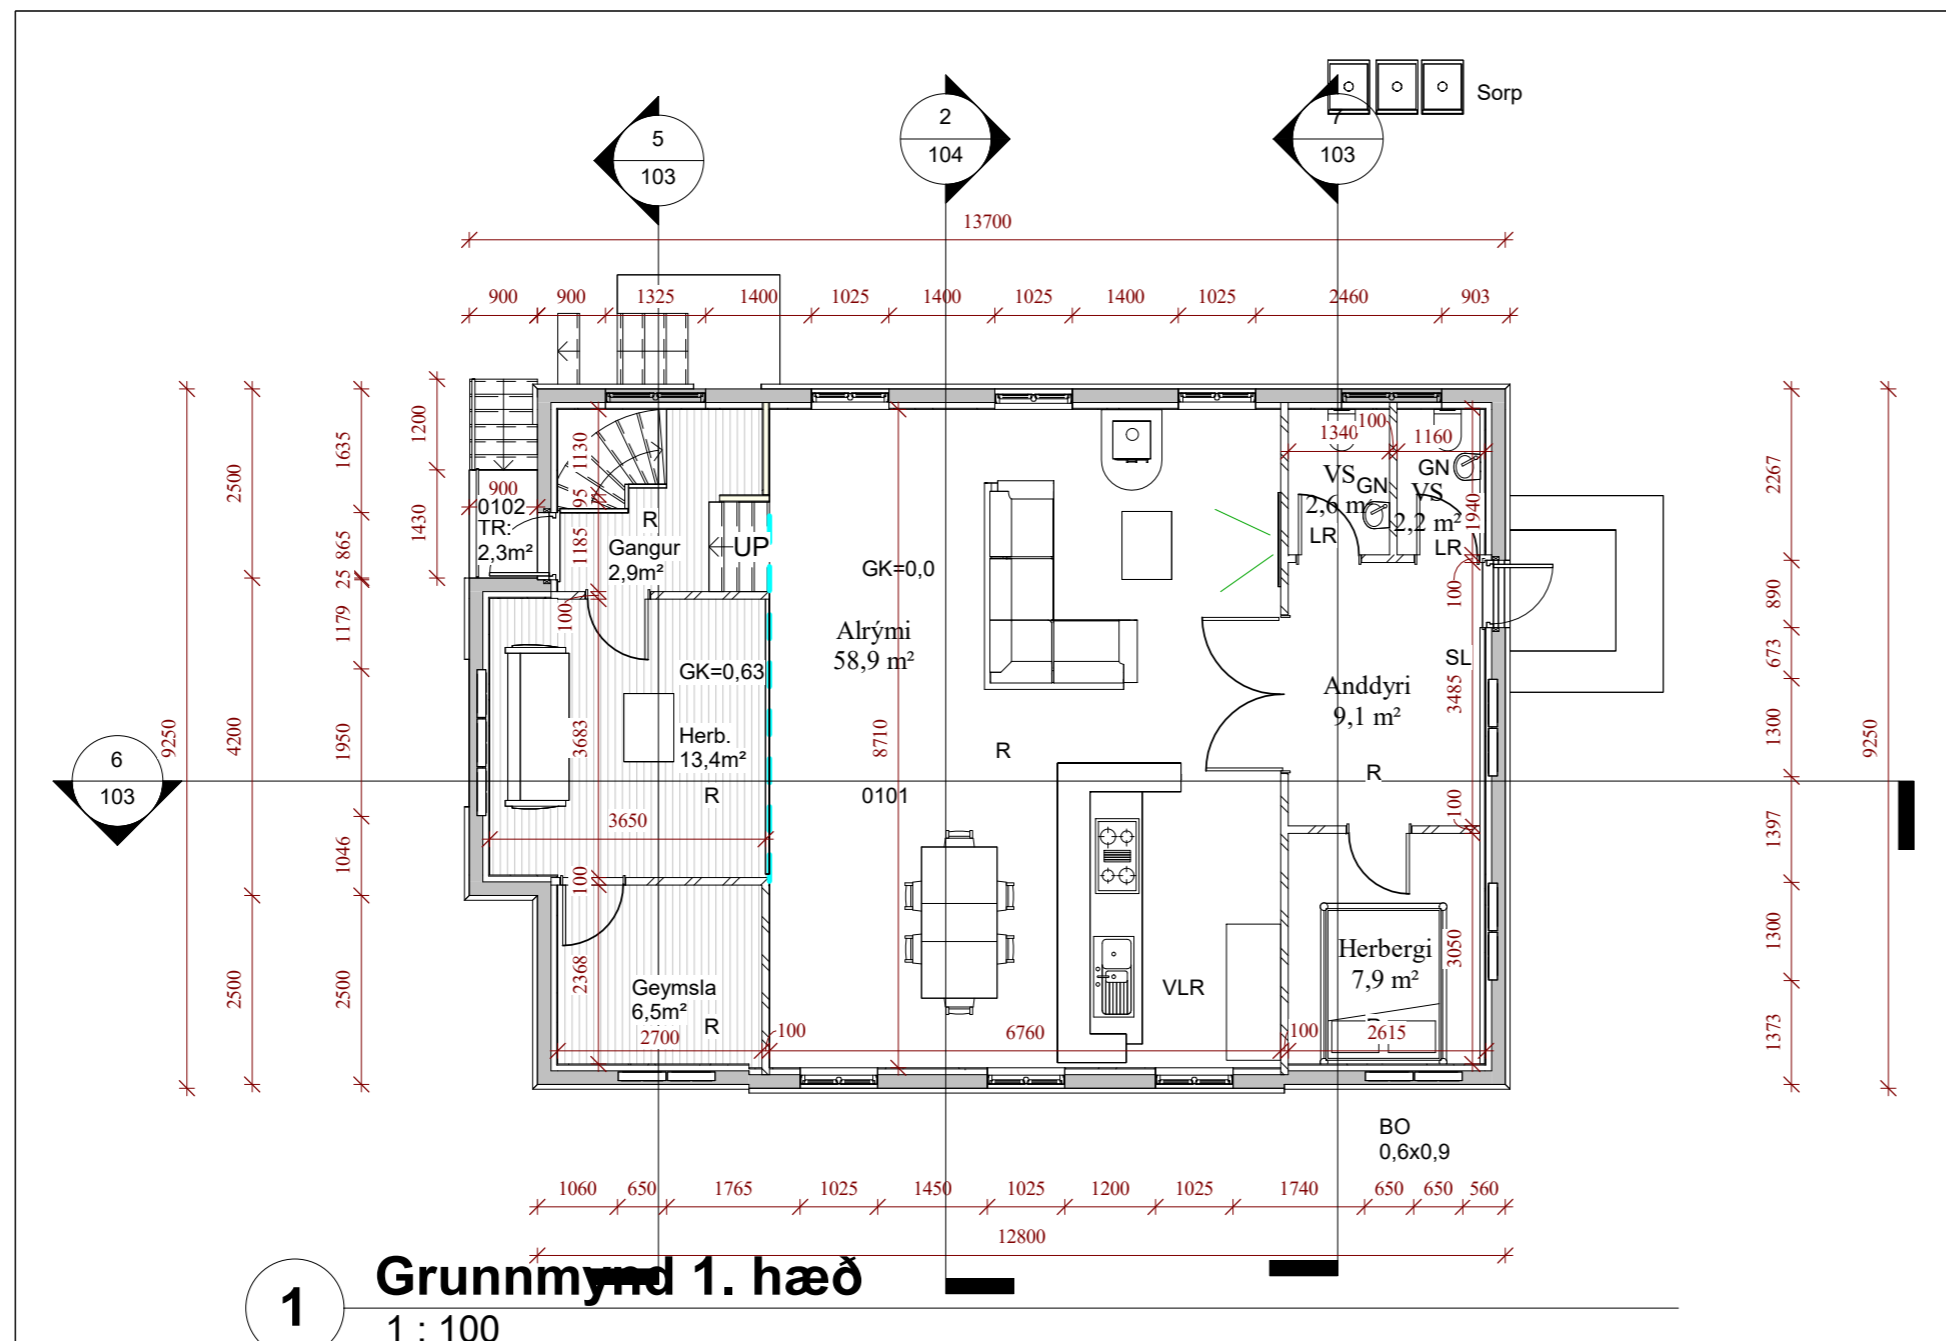 Sorp
5
103
2
104
7
103
13700
900 900 1325 1400 1025 1400 1025 1400 1025 2460 903
9250
2500
4200
2500
1635
865
25
1179
1950
1046
2500
1200
1430
900
0102
TR:
2,3m²
1130
95
1185
100
3683
100
2368
R
Gangur
2,9m²
UP
GK=0,63
Herb.
13,4m²
R
3650
Geymsla
6,5m²
R
2700
100
GK=0,0
Alrými
58,9 m²
8710
R
0101
6760
VLR
100
1340
100
1160
VS
2,6 m²
GN
LR
GN
VS
2,2 m²
LR
1940
100
SL
3485
Anddyri
9,1 m²
R
100
Herbergi
7,9 m²
3050
2615
2267
890
673
1300
1397
1300
1373
9250
6
103
BO
0,6x0,9
1060 650 1765 1025 1450 1025 1200 1025 1740 650 650 560
12800
1
Grunnmynd 1. hæð
1 : 100